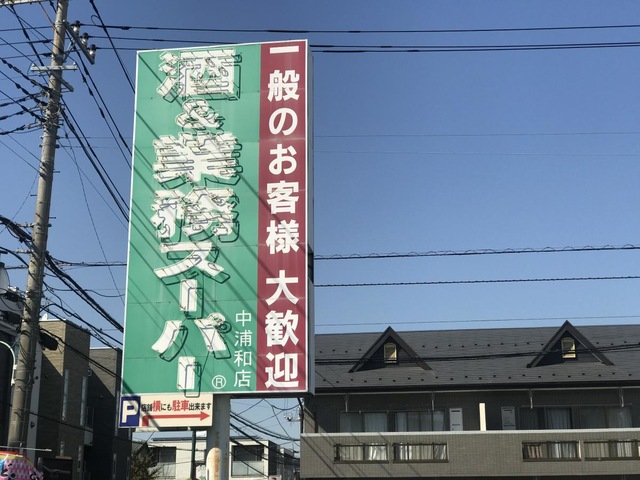 一般のお客様 大歓迎
酒&業務スーパー®
中浦和店
P 店舗横にも駐車出来ます